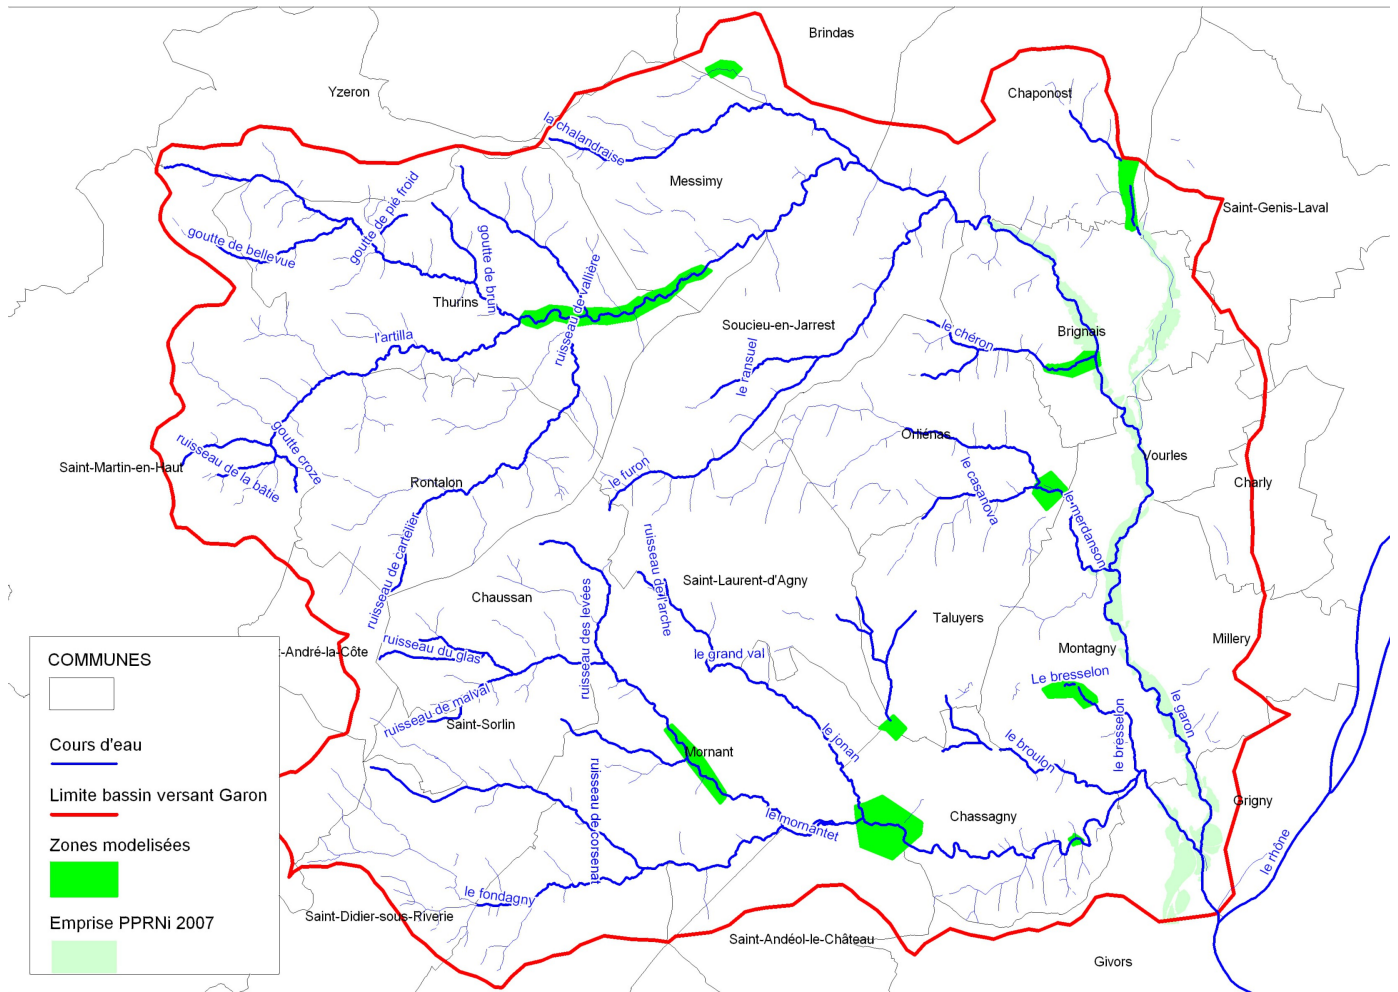 Brindas
Yzeron
Chaponost
la chalandraise
Messimy
goutte de pié froid
Saint-Genis-Laval
goutte de bellevue
goutte de brun
ruisseau de vallière
Thurins
Soucieu-en-Jarrest
Brignais
l'artilla
le chéron
le ransuel
goutte croze
Orliénas
ruisseau de la bâtie
Saint-Martin-en-Haut
Vourles
Rontalon
le furon
le casanova
Charly
le merdanson
ruisseau de cartelier
ruisseau de l'arche
Saint-Laurent-d'Agny
Chaussan
ruisseau des levées
Taluyers
Millery
ruisseau du glas
-André-la-Côte
le grand val
Montagny
Le bresselon
ruisseau de malval
le garon
Saint-Sorlin
le jonan
le broulon
le bresselon
Mornant
ruisseau de corsenat
Grigny
le mornantet
Chassagny
le rhône
le fondagny
Saint-Didier-sous-Riverie
Saint-Andéol-le-Château
Givors
COMMUNES
Cours d'eau
Limite bassin versant Garon
Zones modelisées
Emprise PPRNi 2007